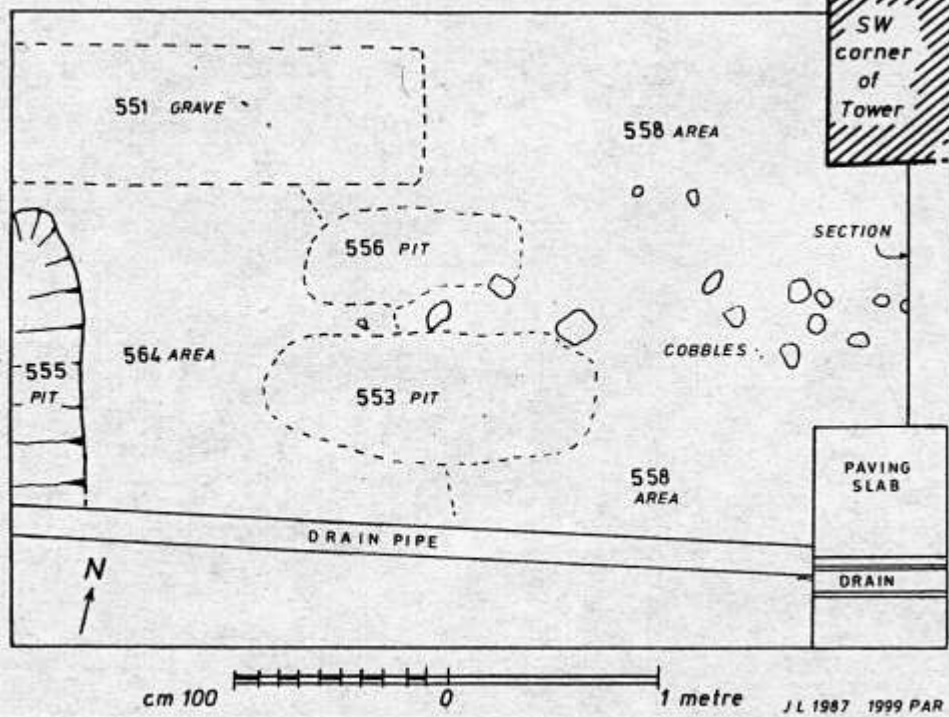 SW
corner
of
Tower
551 GRAVE
558 AREA
SECTION
556 PIT
COBBLES
564 AREA
555
PIT
553 PIT
558
AREA
PAVING
SLAB
DRAIN PIPE
DRAIN
N
cm 100 0 1 metre
JL 1987 1999 PAR